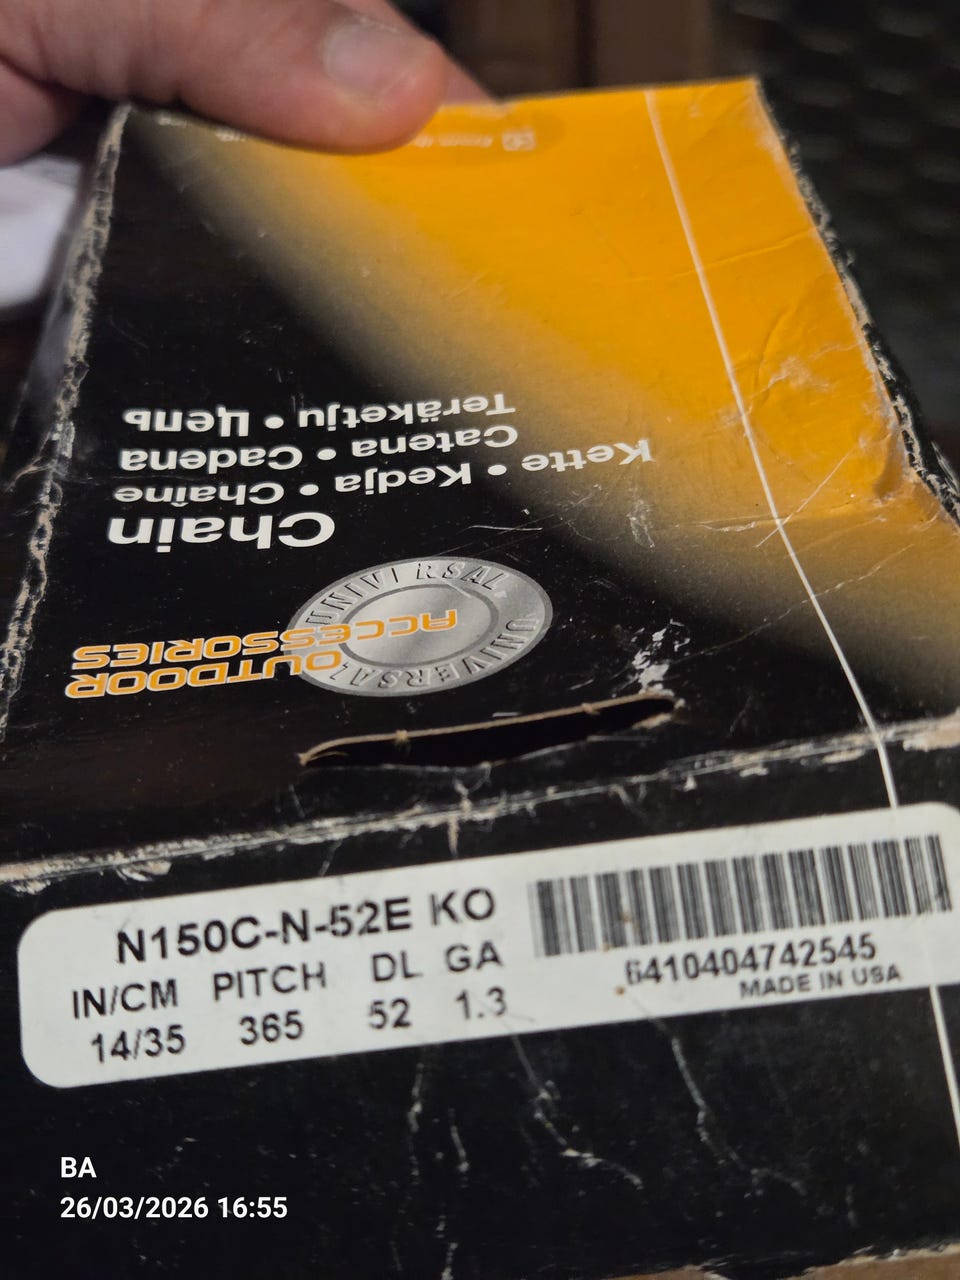 Kette • Kedja • Chaîne
Catena • Cadena
Teräketju • Цепь
Chain
UNIVERSAL
UNIVERSAL
OUTDOOR
ACCESSORIES
N150C-N-52E KO
IN/CM PITCH DL GA
14/35 365 52 1.3
6410404742545
MADE IN USA
BA
26/03/2026 16:55